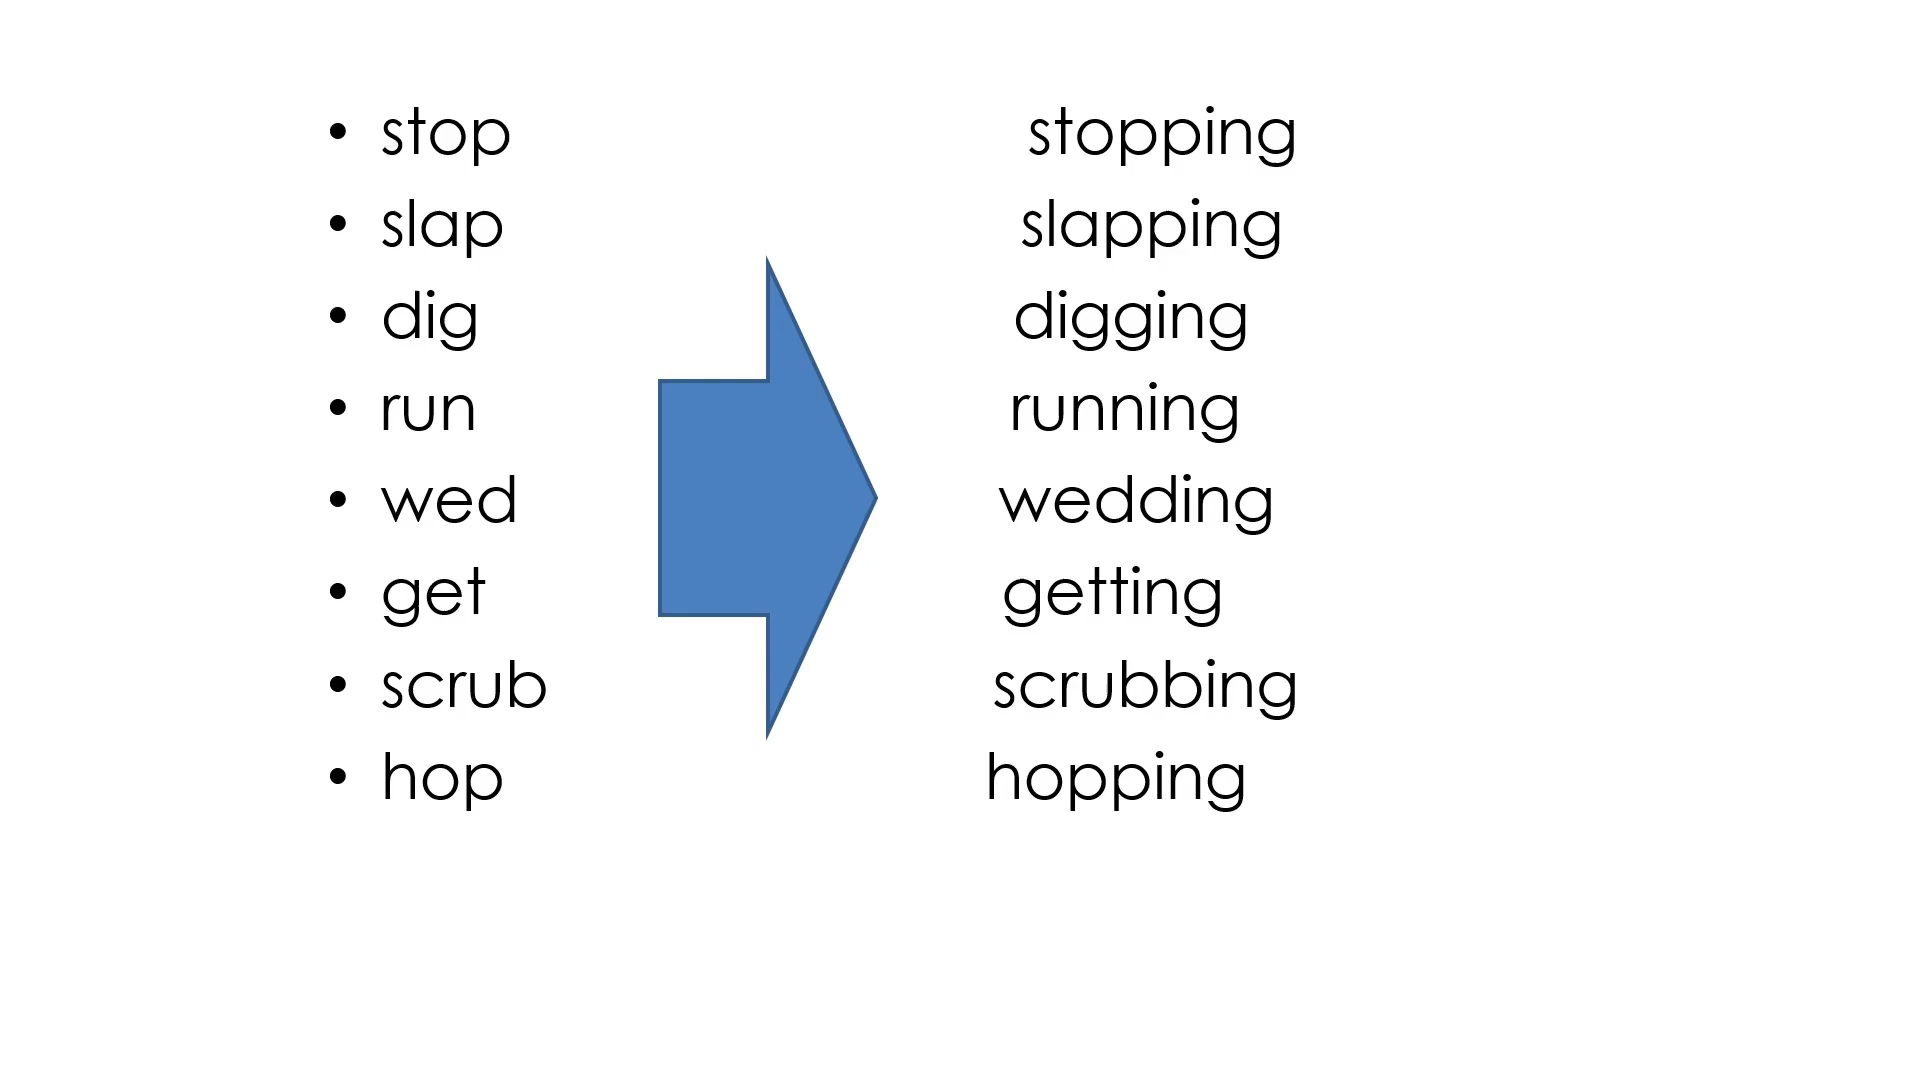 • stop stopping
• slap slapping
• dig digging
• run running
• wed wedding
• get getting
• scrub scrubbing
• hop hopping